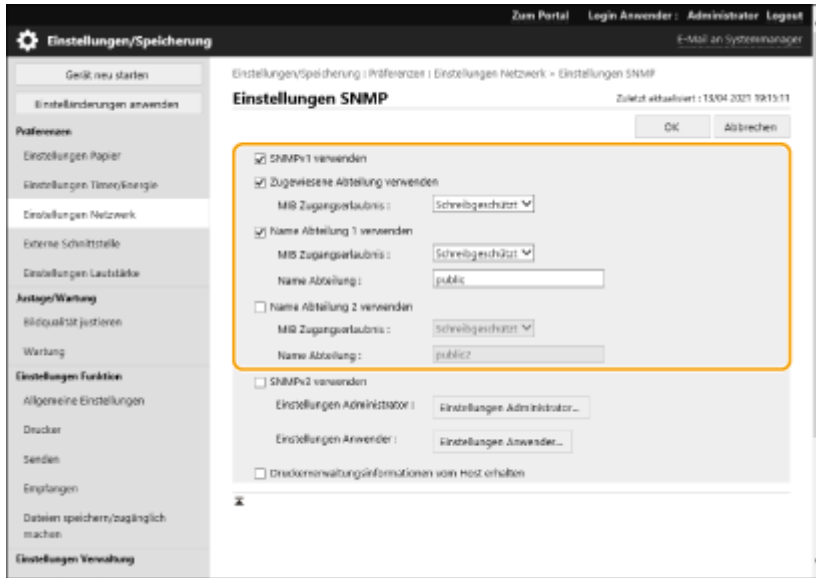 Zum Portal Login Anwender : Administrator Logout
Einstellungen/Speicherung
E-Mail an Systemmanager
Gerät neu starten
Einstelländerungen anwenden
Präferenzen
Einstellungen Papier
Einstellungen Timer/Energie
Einstellungen Netzwerk
Externe Schnittstelle
Einstellungen Lautstärke
Justage/Wartung
Bildqualität justieren
Wartung
Einstellungen Funktion
Allgemeine Einstellungen
Drucker
Senden
Empfangen
Dateien speichern/zugänglich
machen
Einstellungen Verwaltung
Einstellungen/Speicherung : Präferenzen : Einstellungen Netzwerk > Einstellungen SNMP
Einstellungen SNMP
Zuletzt aktualisiert : 13/04 2021 19:15:11
OK Abbrechen
SNMPv1 verwenden
Zugewiesene Abteilung verwenden
MIB Zugangserlaubnis : Schreibgeschützt
Name Abteilung 1 verwenden
MIB Zugangserlaubnis : Schreibgeschützt
Name Abteilung : public
Name Abteilung 2 verwenden
MIB Zugangserlaubnis : Schreibgeschützt
Name Abteilung : public2
SNMPv3 verwenden
Einstellungen Administrator : Einstellungen Administrator...
Einstellungen Anwender : Einstellungen Anwender...
Druckerverwaltungsinformationen vom Host erhalten